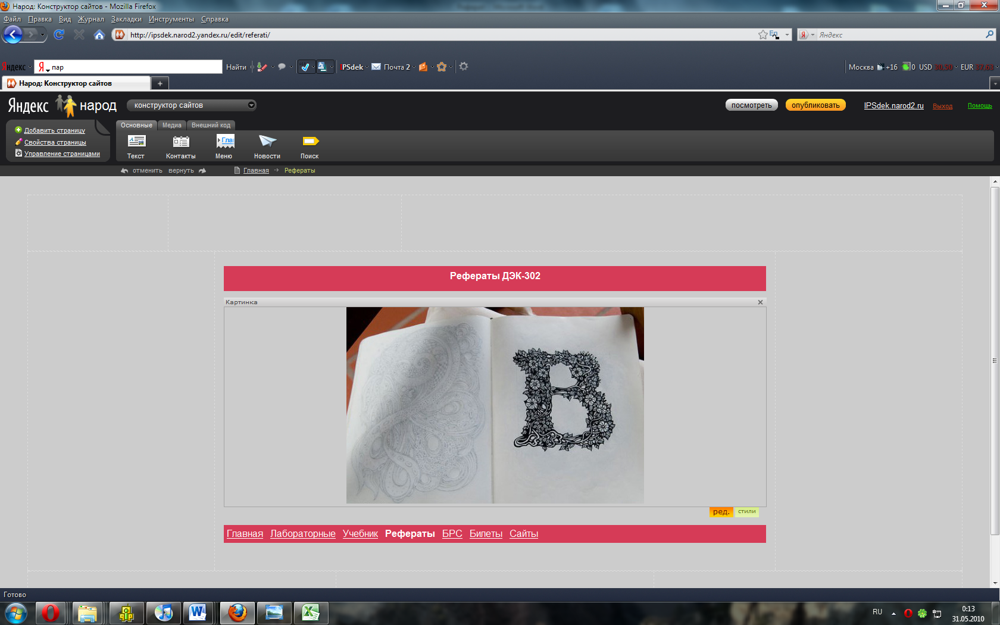 Народ: Конструктор сайтов - Mozilla Firefox
Файл Правка Вид Журнал Закладки Инструменты Справка
http://ipsdek.narod2.yandex.ru/edit/referati/
Яндекс
Яндекс Я пар Найти IPSdek Почта 2 Москва +16 0 USD 30.50 EUR 37.63
Народ: Конструктор сайтов
Яндекс народ конструктор сайтов посмотреть опубликовать IPSdek.narod2.ru Выход Помощь
Основные Медиа Внешний код
Добавить страницу
Свойства страницы
Управление страницами
Текст Контакты Меню Новости Поиск
отменить вернуть Главная Рефераты
Рефераты ДЭК-302
Картинка
B
ред. стили
Главная Лабораторные Учебник Рефераты БРС Билеты Сайты
Готово
RU 0:13
31.05.2010